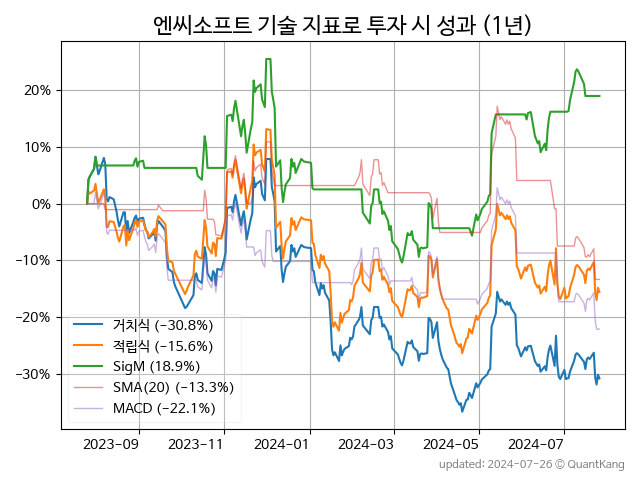 엔씨소프트 기술 지표로 투자 시 성과 (1년)
20%
10%
0%
−10%
−20%
−30%
거치식 (−30.8%)
적립식 (−15.6%)
SigM (18.9%)
SMA(20) (−13.3%)
MACD (−22.1%)
2023-09 2023-11 2024-01 2024-03 2024-05 2024-07
updated: 2024-07-26 © QuantKang